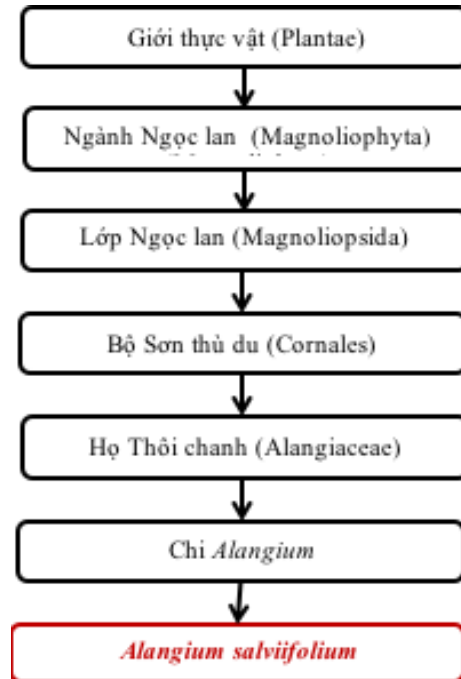 Giới thực vật (Plantae)
Ngành Ngọc lan (Magnoliophyta)
Lớp Ngọc lan (Magnoliopsida)
Bộ Sơn thù du (Cornales)
Họ Thôi chanh (Alangiaceae)
Chi Alangium
Alangium salviifolium